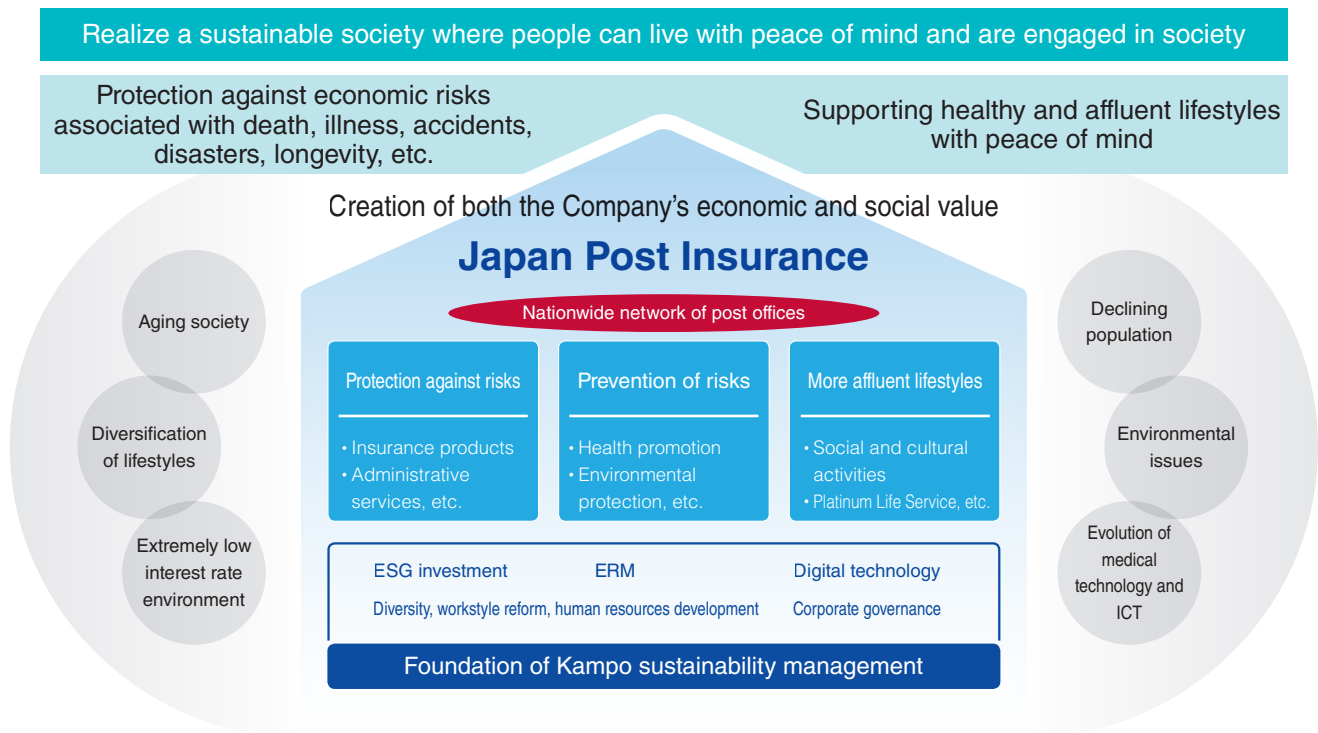 Realize a sustainable society where people can live with peace of mind and are engaged in society
Protection against economic risks
associated with death, illness, accidents,
disasters, longevity, etc.
Supporting healthy and affluent lifestyles
with peace of mind
Creation of both the Company's economic and social value
Japan Post Insurance
Nationwide network of post offices
Aging society
Diversification
of lifestyles
Extremely low
interest rate
environment
Protection against risks
• Insurance products
• Administrative
services, etc.
Prevention of risks
• Health promotion
• Environmental
protection, etc.
More affluent lifestyles
• Social and cultural
activities
• Platinum Life Service, etc.
Declining
population
Environmental
issues
Evolution of
medical
technology and
ICT
ESG investment
ERM
Digital technology
Diversity, workstyle reform, human resources development
Corporate governance
Foundation of Kampo sustainability management